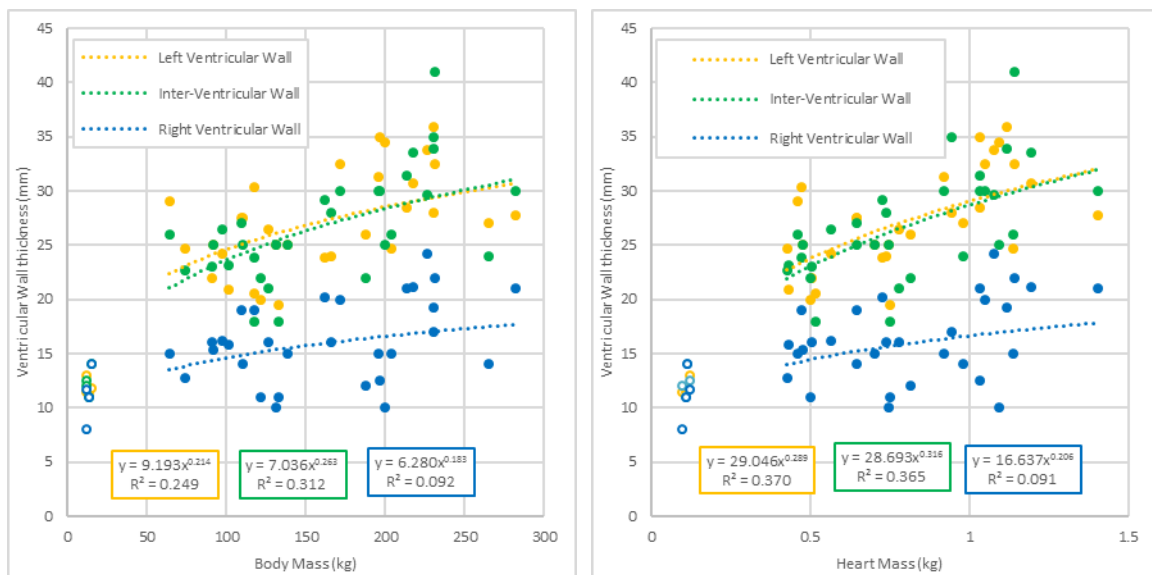 45
40
35
30
25
20
15
10
5
0
Ventricular Wall thickness (mm)
Left Ventricular Wall
Inter-Ventricular Wall
Right Ventricular Wall
y = 9.193x^0.214
R² = 0.249
y = 7.036x^0.263
R² = 0.312
y = 6.280x^0.183
R² = 0.092
0 50 100 150 200 250 300
Body Mass (kg)
45
40
35
30
25
20
15
10
5
0
Ventricular Wall thickness (mm)
Left Ventricular Wall
Inter-Ventricular Wall
Right Ventricular Wall
y = 29.046x^0.289
R² = 0.370
y = 28.693x^0.316
R² = 0.365
y = 16.637x^0.206
R² = 0.091
0 0.5 1 1.5
Heart Mass (kg)